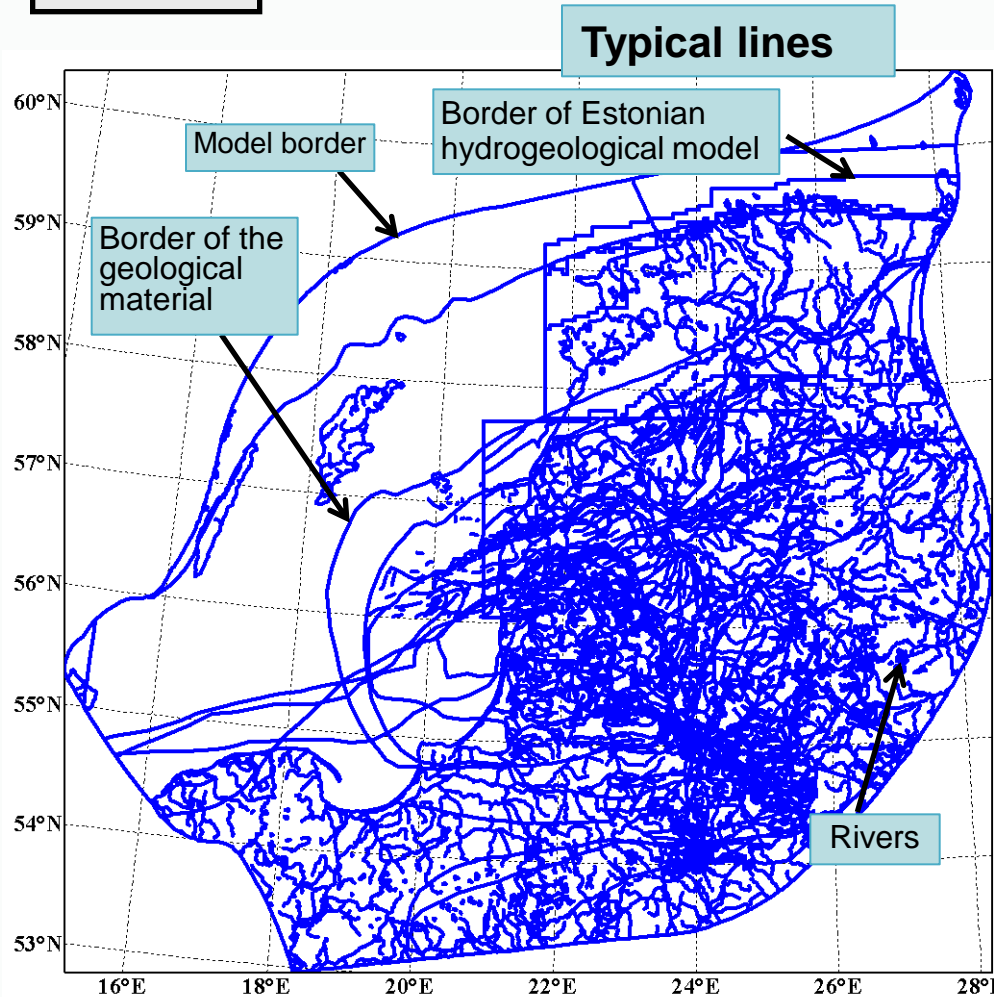 Typical lines
Border of Estonian
hydrogeological model
Model border
Border of the
geological
material
Rivers
60°N
59°N
58°N
57°N
56°N
55°N
54°N
53°N
16°E
18°E
20°E
22°E
24°E
26°E
28°E